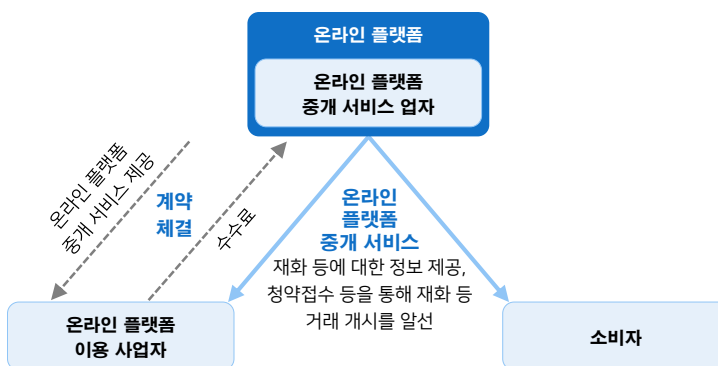 온라인 플랫폼
온라인 플랫폼
중개 서비스 업자
온라인 플랫폼
중개 서비스 제공
계약
체결
수수료
온라인
플랫폼
중개 서비스
재화 등에 대한 정보 제공,
청약접수 등을 통해 재화 등
거래 개시를 알선
온라인 플랫폼
이용 사업자
소비자